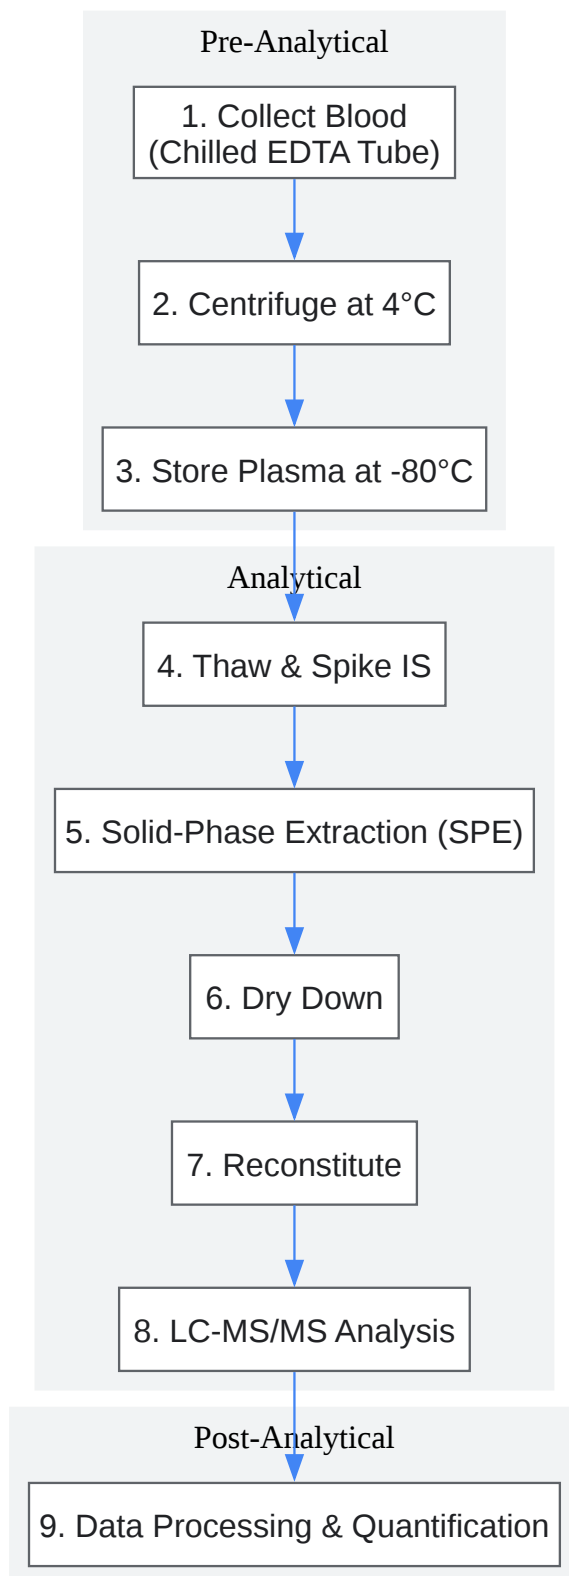 Pre-Analytical
1. Collect Blood
(Chilled EDTA Tube)
2. Centrifuge at 4°C
3. Store Plasma at -80°C
Analytical
4. Thaw & Spike IS
5. Solid-Phase Extraction (SPE)
6. Dry Down
7. Reconstitute
8. LC-MS/MS Analysis
Post-Analytical
9. Data Processing & Quantification